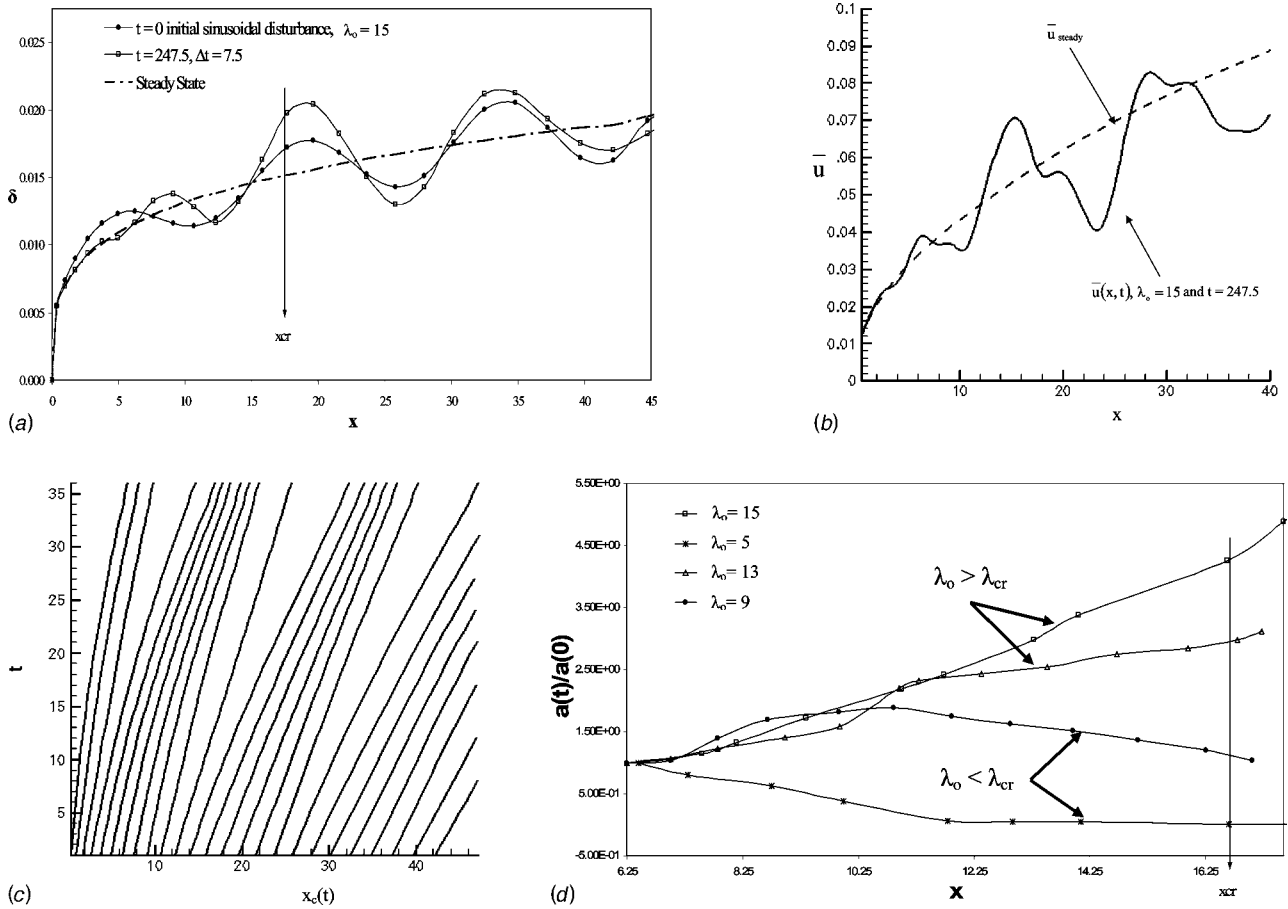 t = 0 initial sinusoidal disturbance, λo = 15
t = 247.5, Δt = 7.5
Steady State
0.025
0.020
0.015
0.010
0.005
0.000
δ
xcr
0 5 10 15 20 25 30 35 40 45
x
(a)
0.1
0.09
0.08
0.07
0.06
0.05
0.04
0.03
0.02
0.01
0
u̅
u̅ steady
u̅(x, t), λo = 15 and t = 247.5
10 20 30 40
x
(b)
35
30
25
20
15
10
5
t
10 20 30 40
xc(t)
(c)
5.50E+00
4.50E+00
3.50E+00
2.50E+00
1.50E+00
5.00E-01
-5.00E-01
a(t)/a(0)
λo = 15
λo = 5
λo = 13
λo = 9
λo > λcr
λo < λcr
6.25 8.25 10.25 12.25 14.25 16.25
x
xcr
(d)